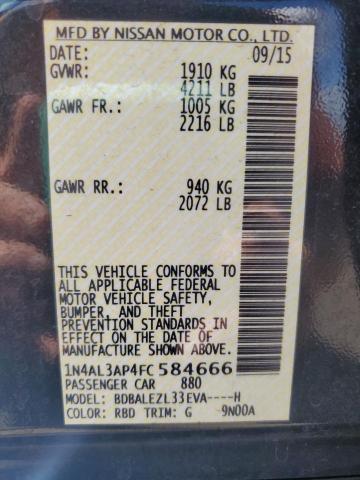 MFD BY NISSAN MOTOR CO., LTD.
DATE: 09/15
GVWR: 1910 KG
4211 LB
GAWR FR.: 1005 KG
2216 LB
GAWR RR.: 940 KG
2072 LB
THIS VEHICLE CONFORMS TO
ALL APPLICABLE FEDERAL
MOTOR VEHICLE SAFETY,
BUMPER, AND THEFT
PREVENTION STANDARDS IN
EFFECT ON THE DATE OF
MANUFACTURE SHOWN ABOVE.
1N4AL3AP4FC584666
PASSENGER CAR 880
MODEL: BDBALEZL33EVA----H
COLOR: RBD TRIM: G 9N00A